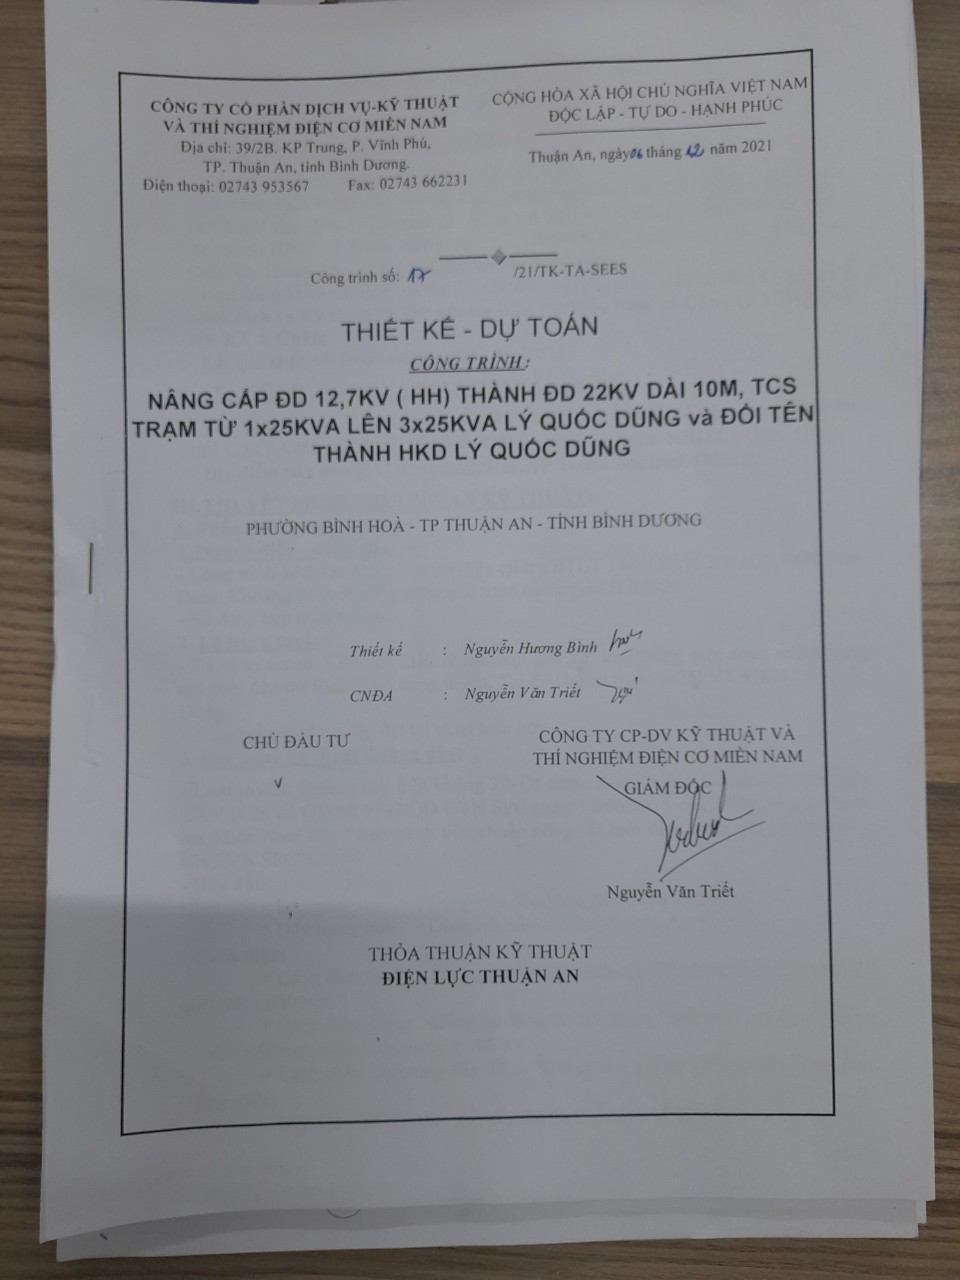 CÔNG TY CỔ PHẦN DỊCH VỤ-KỸ THUẬT
VÀ THÍ NGHIỆM ĐIỆN CƠ MIỀN NAM
Địa chỉ: 39/2B. KP Trung, P. Vĩnh Phú,
TP. Thuận An, tỉnh Bình Dương.
Điện thoại: 02743 953567 Fax: 02743 662231
CỘNG HÒA XÃ HỘI CHỦ NGHĨA VIỆT NAM
ĐỘC LẬP - TỰ DO - HẠNH PHÚC
Thuận An, ngày 06 tháng 12 năm 2021
Công trình số: 17 /21/TK-TA-SEES
THIẾT KẾ - DỰ TOÁN
CÔNG TRÌNH:
NÂNG CẤP ĐD 12,7KV ( HH) THÀNH ĐD 22KV DÀI 10M, TCS
TRẠM TỪ 1x25KVA LÊN 3x25KVA LÝ QUỐC DŨNG và ĐỔI TÊN
THÀNH HKD LÝ QUỐC DŨNG
PHƯỜNG BÌNH HOÀ - TP THUẬN AN - TỈNH BÌNH DƯƠNG
Thiết kế : Nguyễn Hương Bình
CNĐA : Nguyễn Văn Triết
CHỦ ĐẦU TƯ
CÔNG TY CP-DV KỸ THUẬT VÀ
THÍ NGHIỆM ĐIỆN CƠ MIỀN NAM
GIÁM ĐỐC
Nguyễn Văn Triết
THỎA THUẬN KỸ THUẬT
ĐIỆN LỰC THUẬN AN